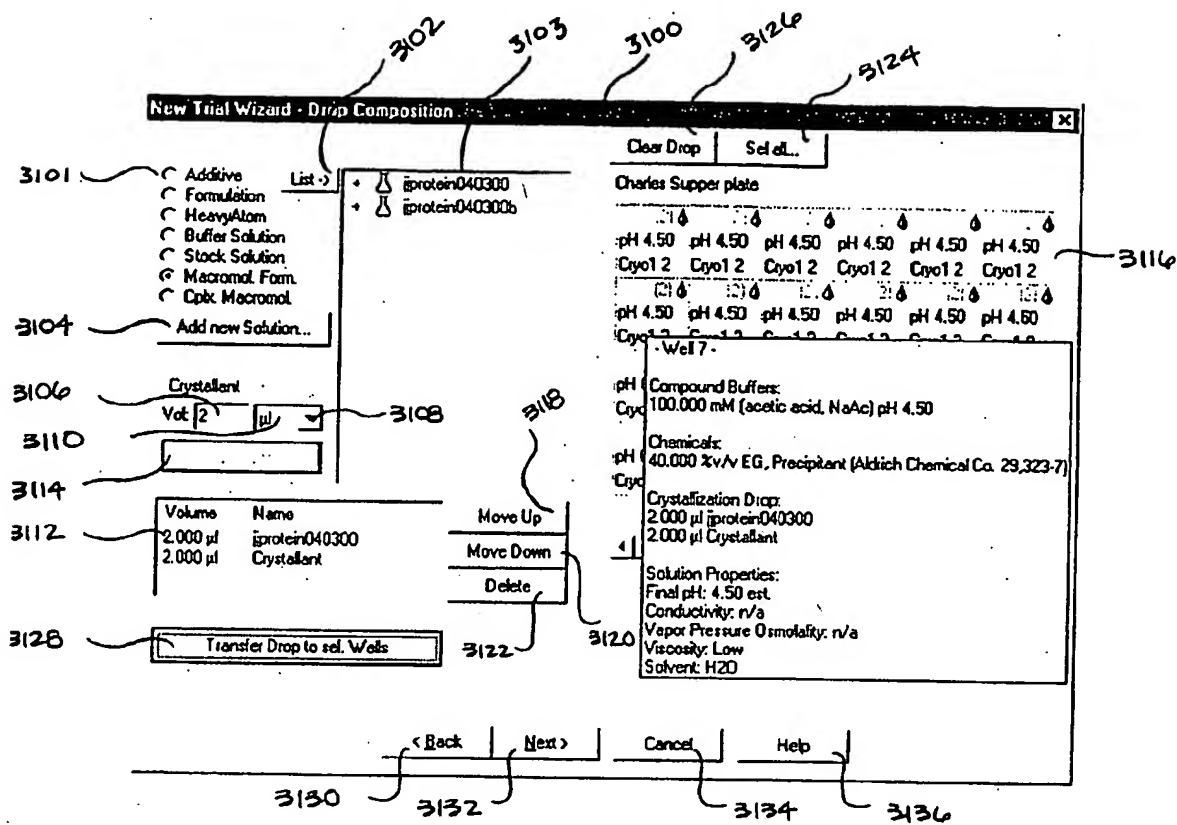 3102 3103 3100 3126 3124
New Trial Wizard - Drop Composition
Clear Drop Sel all...
3101
Additive
Formulation
HeavyAtom
Buffer Solution
Stock Solution
Macromol. Form.
Cplx. Macromol.
List ->
jjprotein040300
jjprotein040300b
Charles Supper plate
pH 4.50 pH 4.50 pH 4.50 pH 4.50 pH 4.50 pH 4.50
Cryo1 2 Cryo1 2 Cryo1 2 Cryo1 2 Cryo1 2 Cryo1 2
3116
pH 4.50 pH 4.50 pH 4.50 pH 4.50 pH 4.50 pH 4.50
3104
Add new Solution...
Crystallant
3106
Vol: 2 µl
3108
3110
3114
3118
- Well 7 -
Compound Buffers:
100.000 mM (acetic acid, NaAc) pH 4.50
Chemicals:
40.000 %v/v EG, Precipitant (Aldrich Chemical Co. 29,323-7)
Crystallization Drop:
2.000 µl jjprotein040300
2.000 µl Crystallant
Solution Properties:
Final pH: 4.50 est.
Conductivity: n/a
Vapor Pressure Osmolality: n/a
Viscosity: Low
Solvent: H2O
3112
Volume Name
2.000 µl jjprotein040300
2.000 µl Crystallant
Move Up
Move Down
Delete
3120
3122
3128
Transfer Drop to sel. Wells
< Back Next > Cancel Help
3130 3132 3134 3136